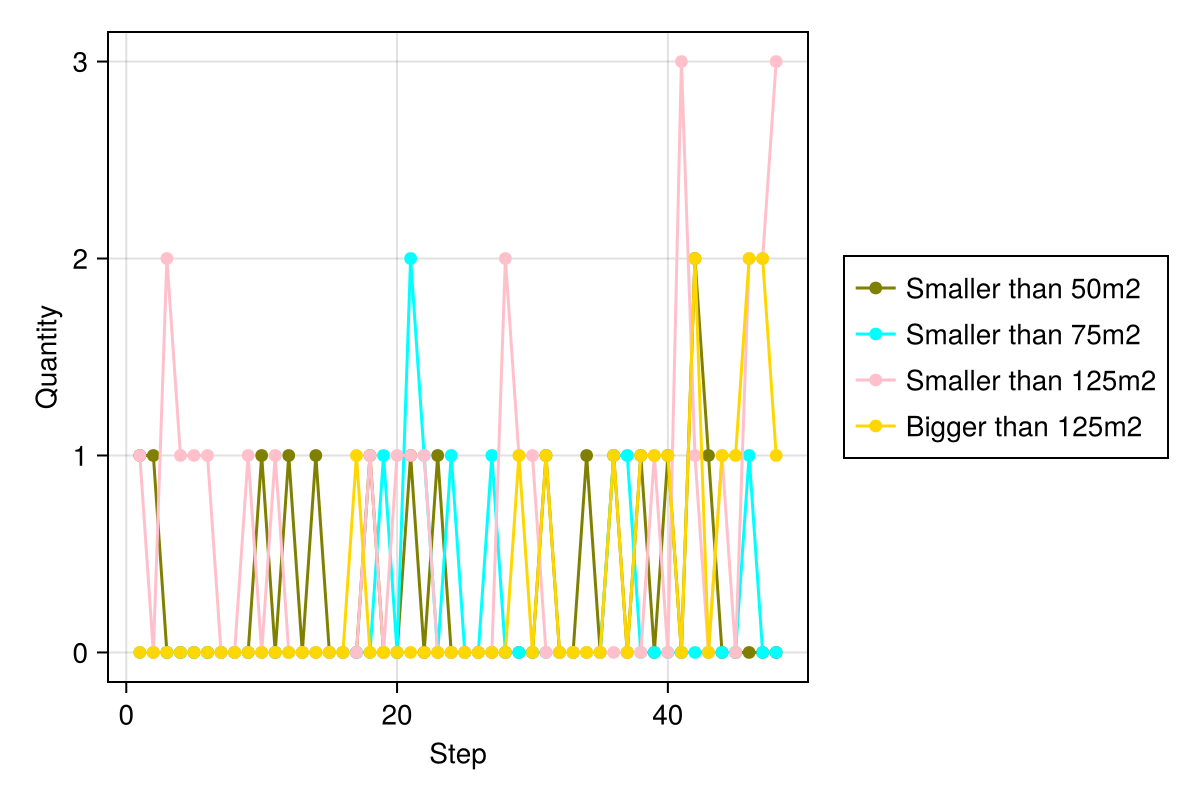 3
2
1
0
Quantity
0
20
40
Step
Smaller than 50m2
Smaller than 75m2
Smaller than 125m2
Bigger than 125m2